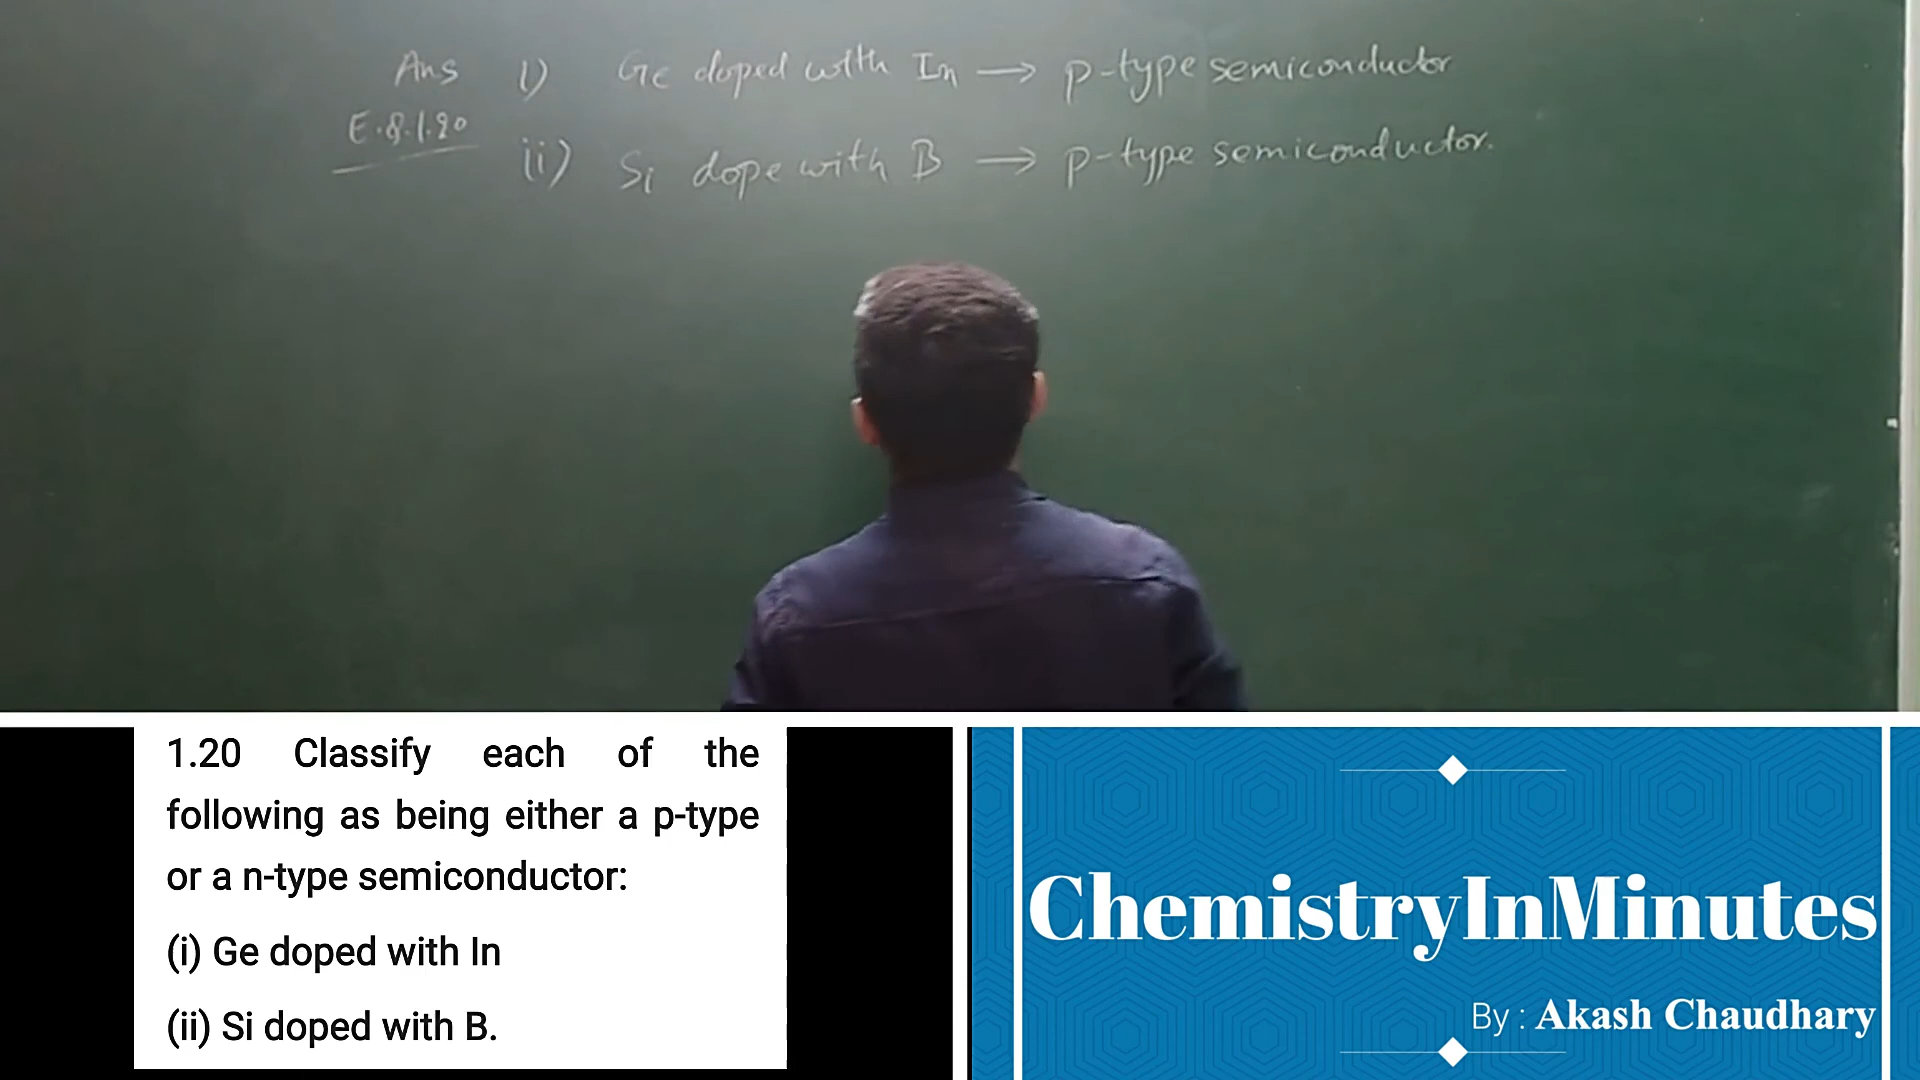 Ans i) Ge doped with In → p-type semiconductor
E.g.1.20
(ii) Si dope with B → p-type semiconductor.
1.20 Classify each of the
following as being either a p-type
or a n-type semiconductor:
(i) Ge doped with In
(ii) Si doped with B.
ChemistryInMinutes
By : Akash Chaudhary